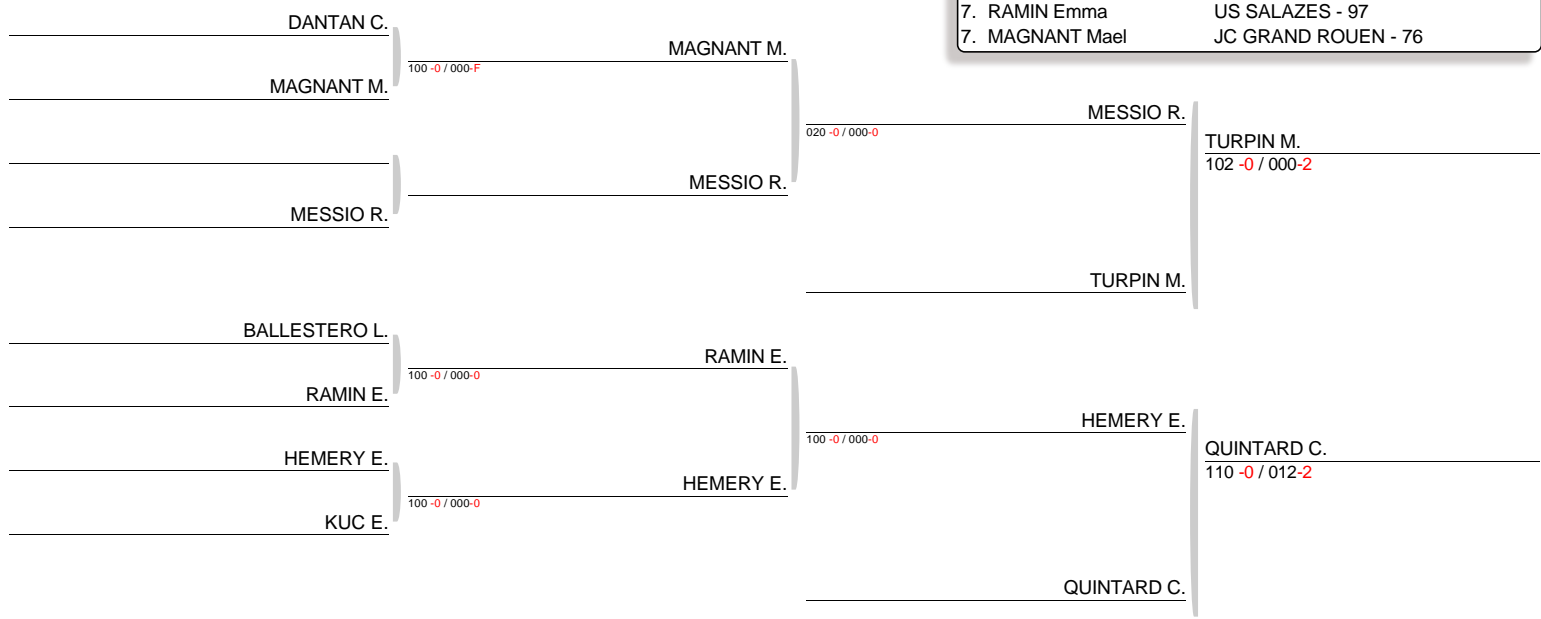 7. RAMIN Emma US SALAZES - 97
7. MAGNANT Mael JC GRAND ROUEN - 76
DANTAN C.
MAGNANT M.
MESSIO R.
BALLESTERO L.
RAMIN E.
HEMERY E.
KUC E.
MAGNANT M.
100 -0 / 000-F
MESSIO R.
RAMIN E.
100 -0 / 000-0
HEMERY E.
100 -0 / 000-0
MESSIO R.
020 -0 / 000-0
TURPIN M.
HEMERY E.
100 -0 / 000-0
QUINTARD C.
TURPIN M.
102 -0 / 000-2
QUINTARD C.
110 -0 / 012-2